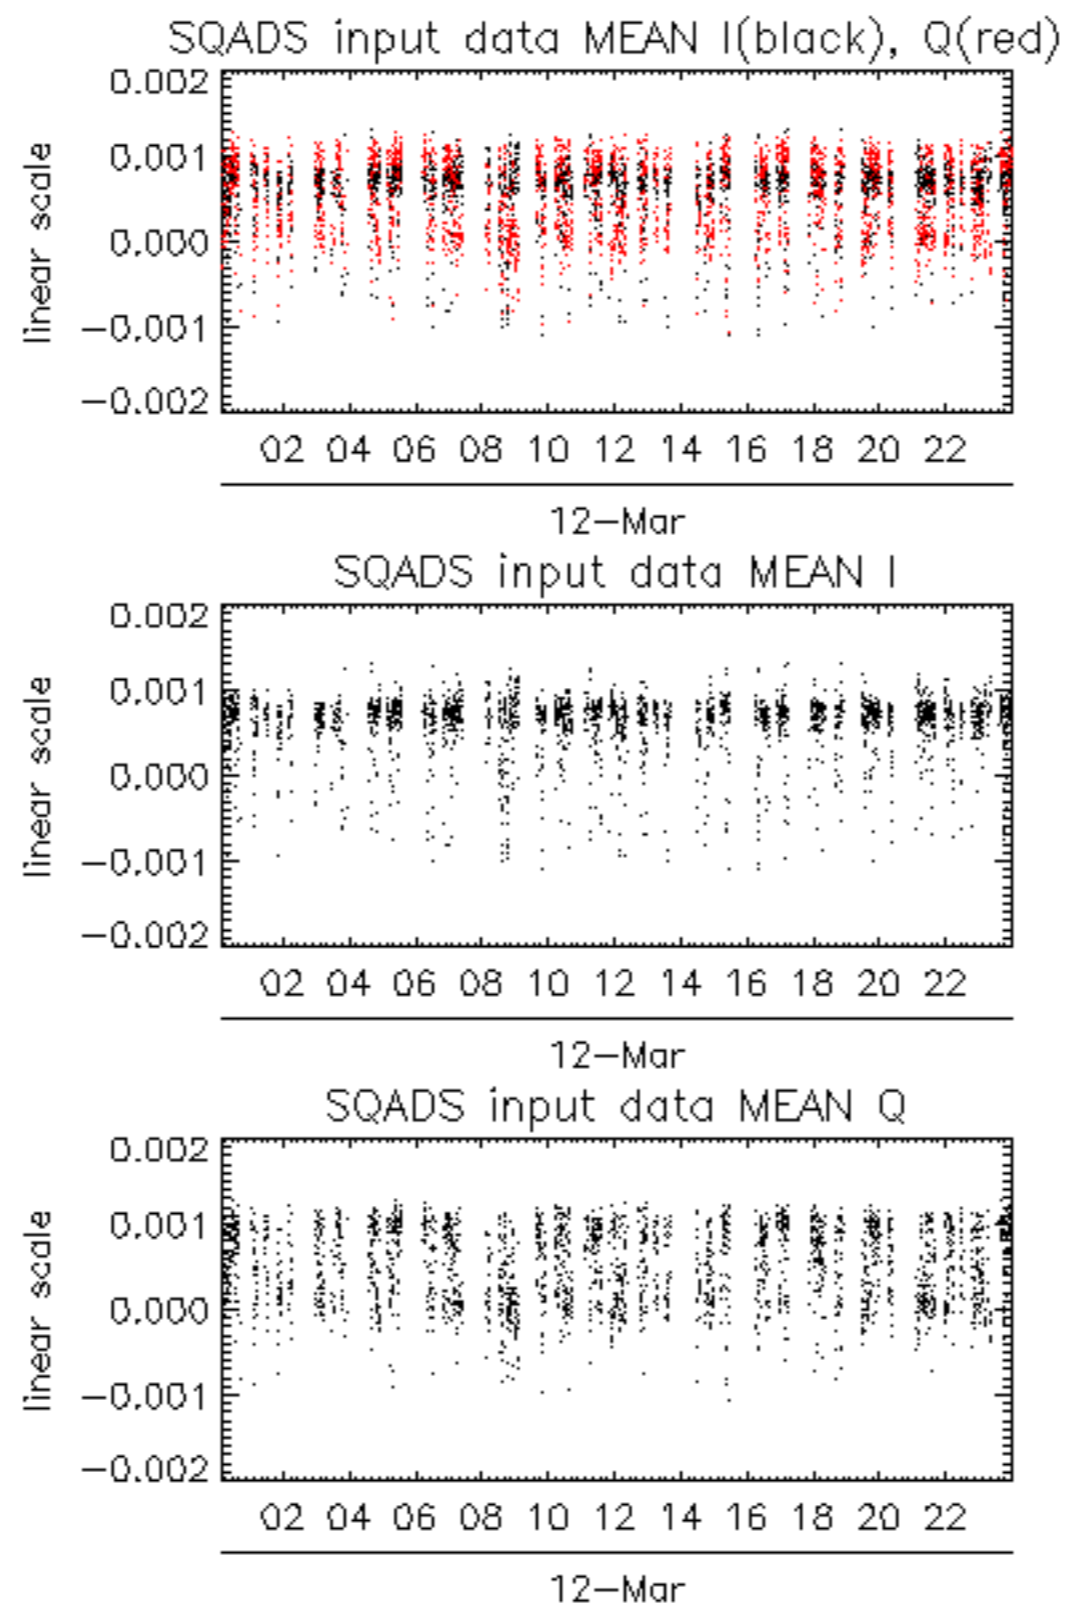 SQADS input data MEAN I(black), Q(red)
0.002
0.001
0.000
−0.001
−0.002
linear scale
02 04 06 08 10 12 14 16 18 20 22
12−Mar
SQADS input data MEAN I
0.002
0.001
0.000
−0.001
−0.002
linear scale
02 04 06 08 10 12 14 16 18 20 22
12−Mar
SQADS input data MEAN Q
0.002
0.001
0.000
−0.001
−0.002
linear scale
02 04 06 08 10 12 14 16 18 20 22
12−Mar